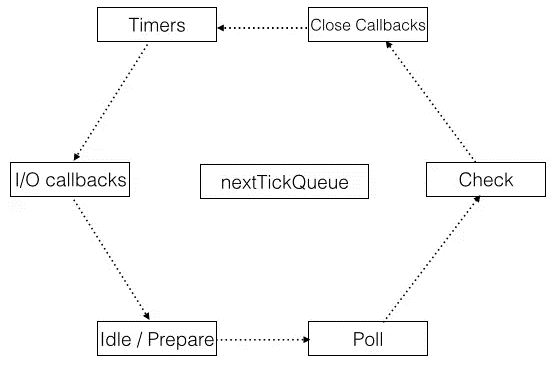 Timers
Close Callbacks
I/O callbacks
nextTickQueue
Check
Idle / Prepare
Poll